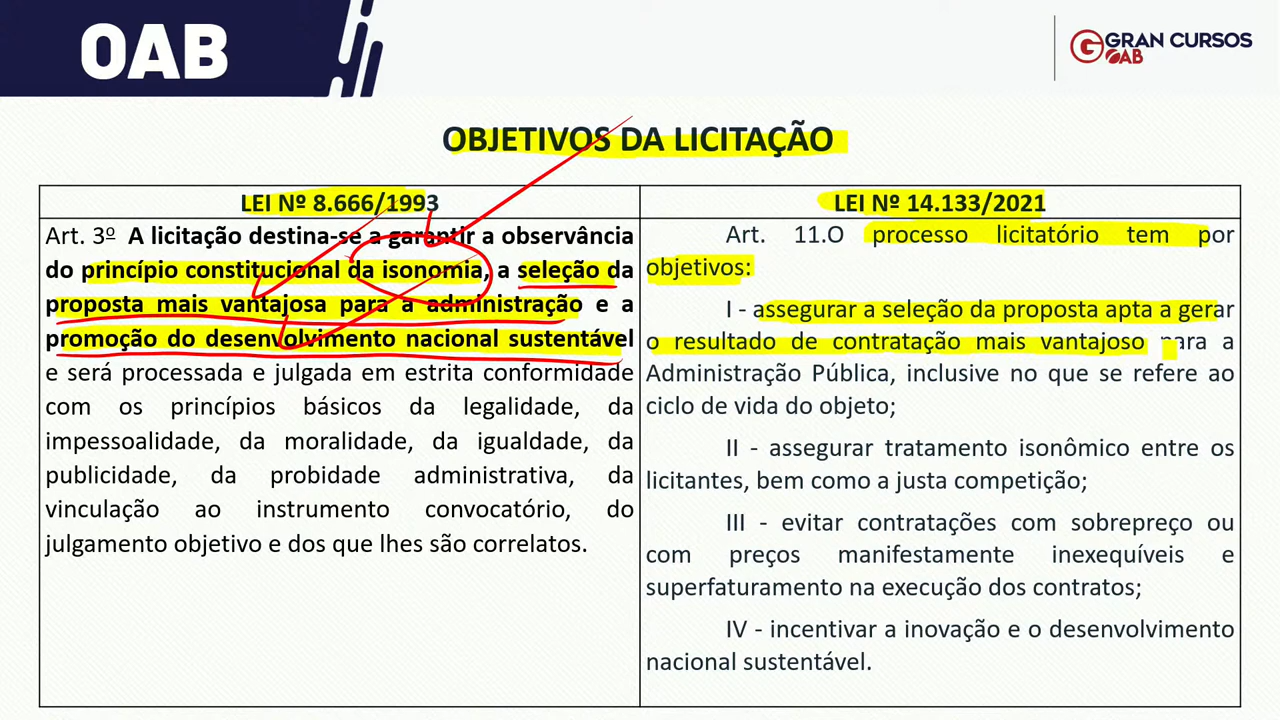 OAB
GRAN CURSOS
OAB
OBJETIVOS DA LICITAÇÃO
LEI Nº 8.666/1993
Art. 3º A licitação destina-se a garantir a observância
do princípio constitucional da isonomia, a seleção da
proposta mais vantajosa para a administração e a
promoção do desenvolvimento nacional sustentável
e será processada e julgada em estrita conformidade
com os princípios básicos da legalidade, da
impessoalidade, da moralidade, da igualdade, da
publicidade, da probidade administrativa, da
vinculação ao instrumento convocatório, do
julgamento objetivo e dos que lhes são correlatos.
LEI Nº 14.133/2021
Art. 11.O processo licitatório tem por
objetivos:
I - assegurar a seleção da proposta apta a gerar
o resultado de contratação mais vantajoso para a
Administração Pública, inclusive no que se refere ao
ciclo de vida do objeto;
II - assegurar tratamento isonômico entre os
licitantes, bem como a justa competição;
III - evitar contratações com sobrepreço ou
com preços manifestamente inexequíveis e
superfaturamento na execução dos contratos;
IV - incentivar a inovação e o desenvolvimento
nacional sustentável.